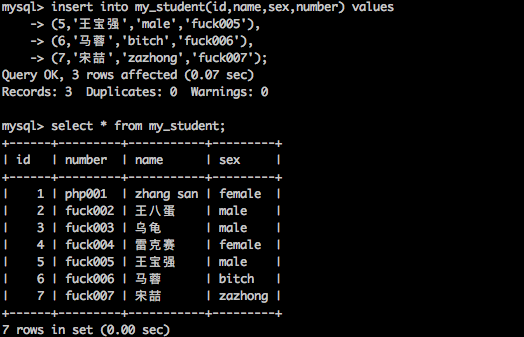 mysql> insert into my_student(id,name,sex,number) values
    -> (5,'王宝强','male','fuck005'),
    -> (6,'马蓉','bitch','fuck006'),
    -> (7,'宋喆','zazhong','fuck007');
Query OK, 3 rows affected (0.07 sec)
Records: 3  Duplicates: 0  Warnings: 0

mysql> select * from my_student;
+------+---------+-----------+---------+
| id   | number  | name      | sex     |
+------+---------+-----------+---------+
|    1 | php001  | zhang san | female  |
|    2 | fuck002 | 王八蛋    | male    |
|    3 | fuck003 | 乌龟      | male    |
|    4 | fuck004 | 雷克赛    | female  |
|    5 | fuck005 | 王宝强    | male    |
|    6 | fuck006 | 马蓉      | bitch   |
|    7 | fuck007 | 宋喆      | zazhong |
+------+---------+-----------+---------+
7 rows in set (0.00 sec)